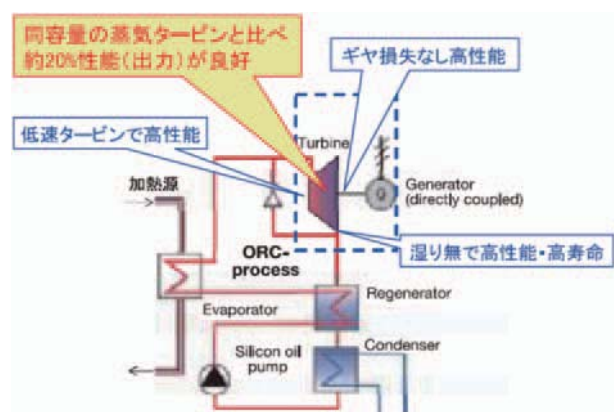 同容量の蒸気タービンと比べ
約20%性能(出力)が良好
ギヤ損失なし高性能
低速タービンで高性能
Turbine
加熱源
Generator
(directly coupled)
G
湿り無で高性能・高寿命
ORC-
process
Regenerator
Evaporator
Silicon oil
pump
Condenser